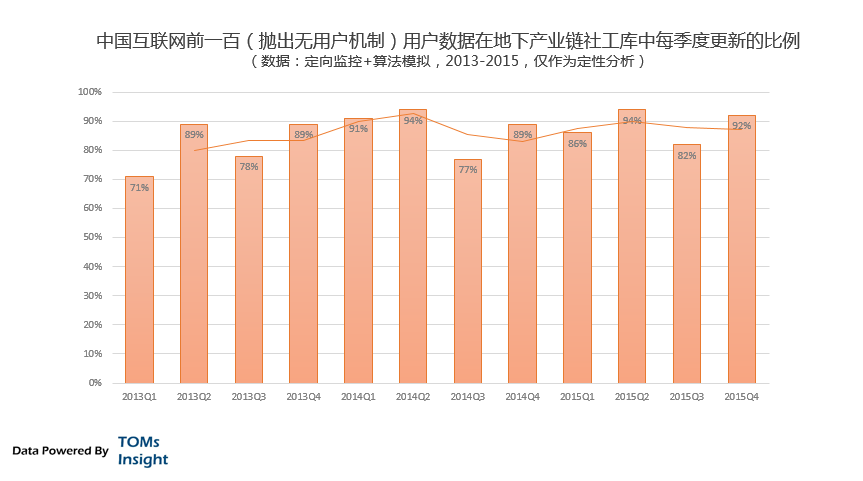 中国互联网前一百（抛出无用户机制）用户数据在地下产业链社工库中每季度更新的比例
（数据：定向监控+算法模拟，2013-2015，仅作为定性分析）
100%
90%
80%
70%
60%
50%
40%
30%
20%
10%
0%
71%
89%
78%
89%
91%
94%
77%
89%
86%
94%
82%
92%
2013Q1
2013Q2
2013Q3
2013Q4
2014Q1
2014Q2
2014Q3
2014Q4
2015Q1
2015Q2
2015Q3
2015Q4
Data Powered By
TOMs
Insight